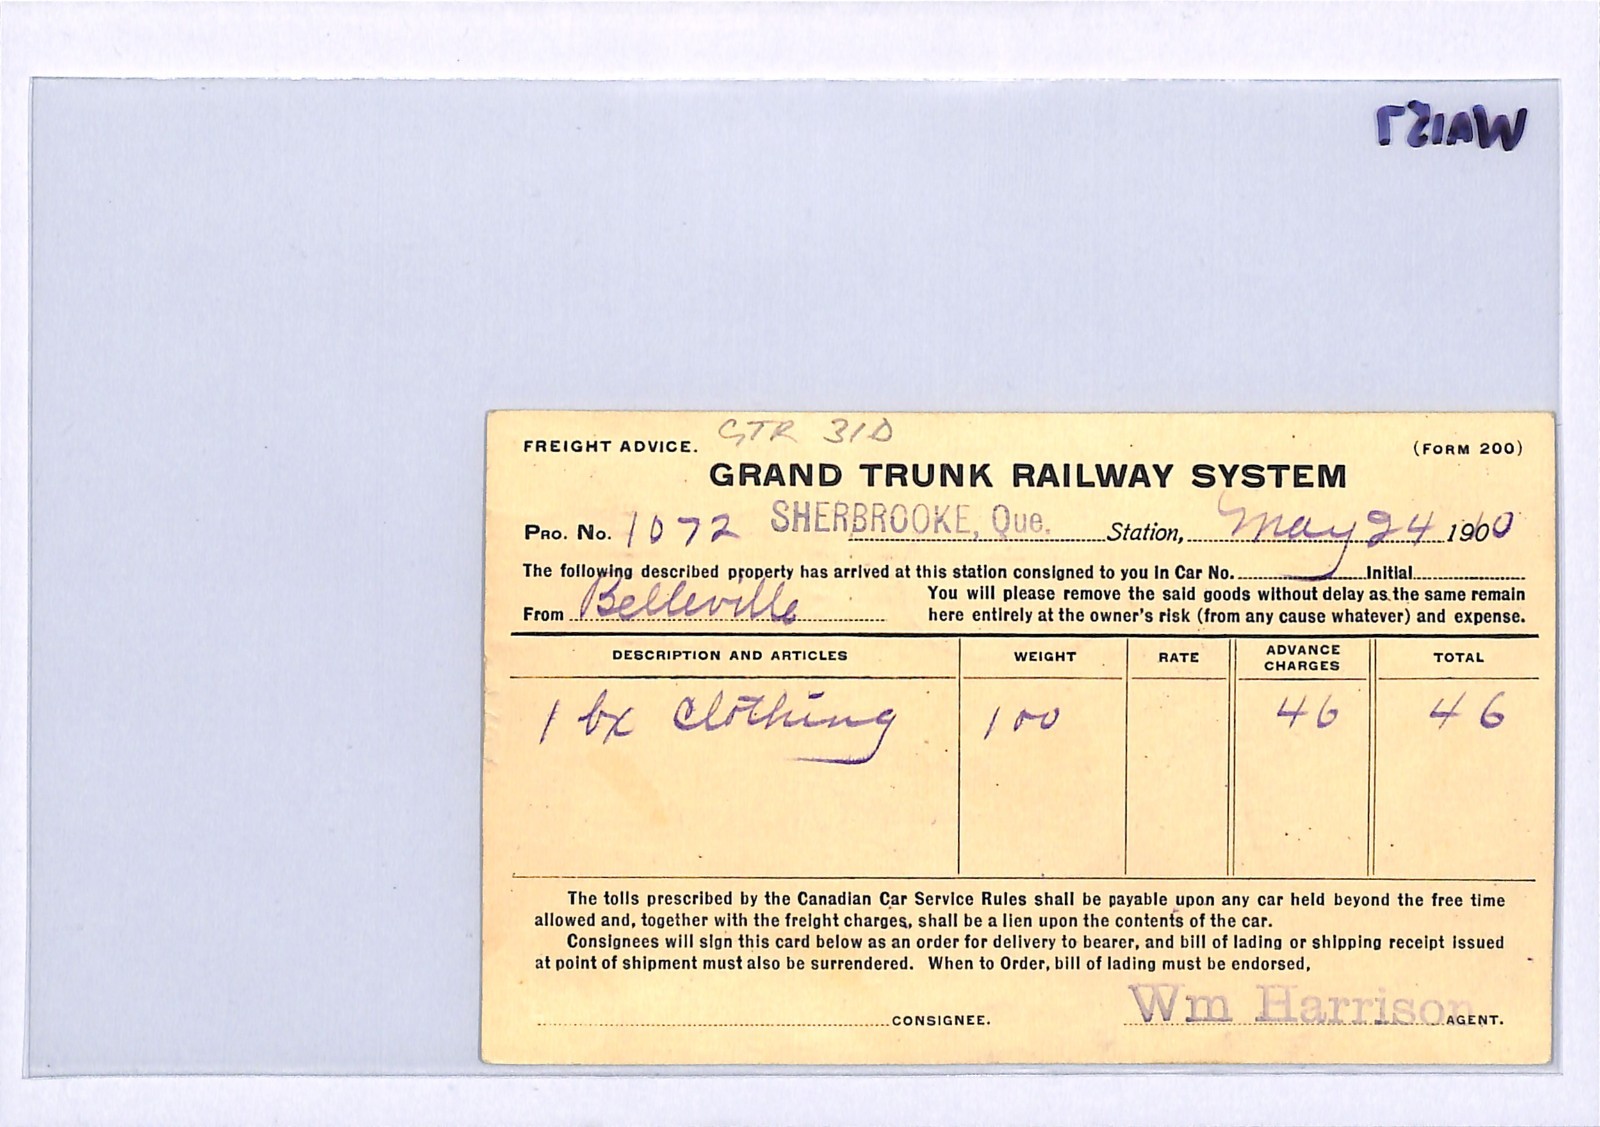 WA157
GTR 31D
FREIGHT ADVICE. (FORM 200)
GRAND TRUNK RAILWAY SYSTEM
PRO. No. 1072 SHERBROOKE, Que. Station, May 24 1910
The following described property has arrived at this station consigned to you in Car No. Initial
From Belleville You will please remove the said goods without delay as the same remain
here entirely at the owner's risk (from any cause whatever) and expense.
DESCRIPTION AND ARTICLES WEIGHT RATE ADVANCE CHARGES TOTAL
1 bx Clothing 100 46 46
The tolls prescribed by the Canadian Car Service Rules shall be payable upon any car held beyond the free time
allowed and, together with the freight charges, shall be a lien upon the contents of the car.
Consignees will sign this card below as an order for delivery to bearer, and bill of lading or shipping receipt issued
at point of shipment must also be surrendered. When to Order, bill of lading must be endorsed,
CONSIGNEE. Wm Harrison AGENT.